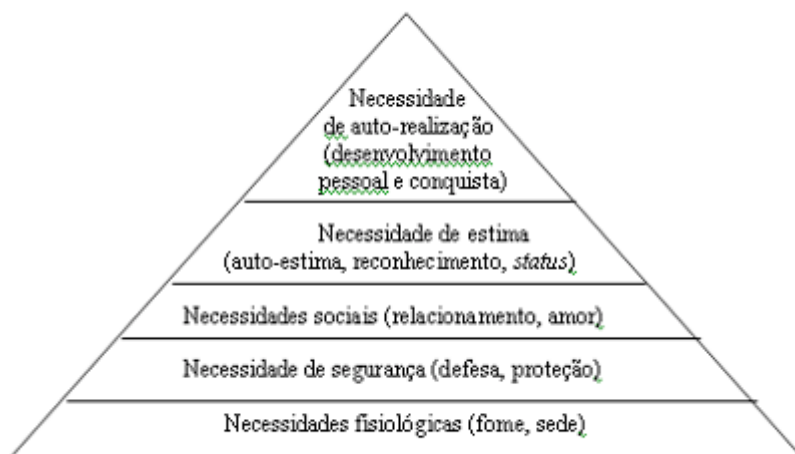 Necessidade
de auto-realização
(desenvolvimento
pessoal e conquista)
Necessidade de estima
(auto-estima, reconhecimento, status)
Necessidades sociais (relacionamento, amor)
Necessidade de segurança (defesa, proteção)
Necessidades fisiológicas (fome, sede)